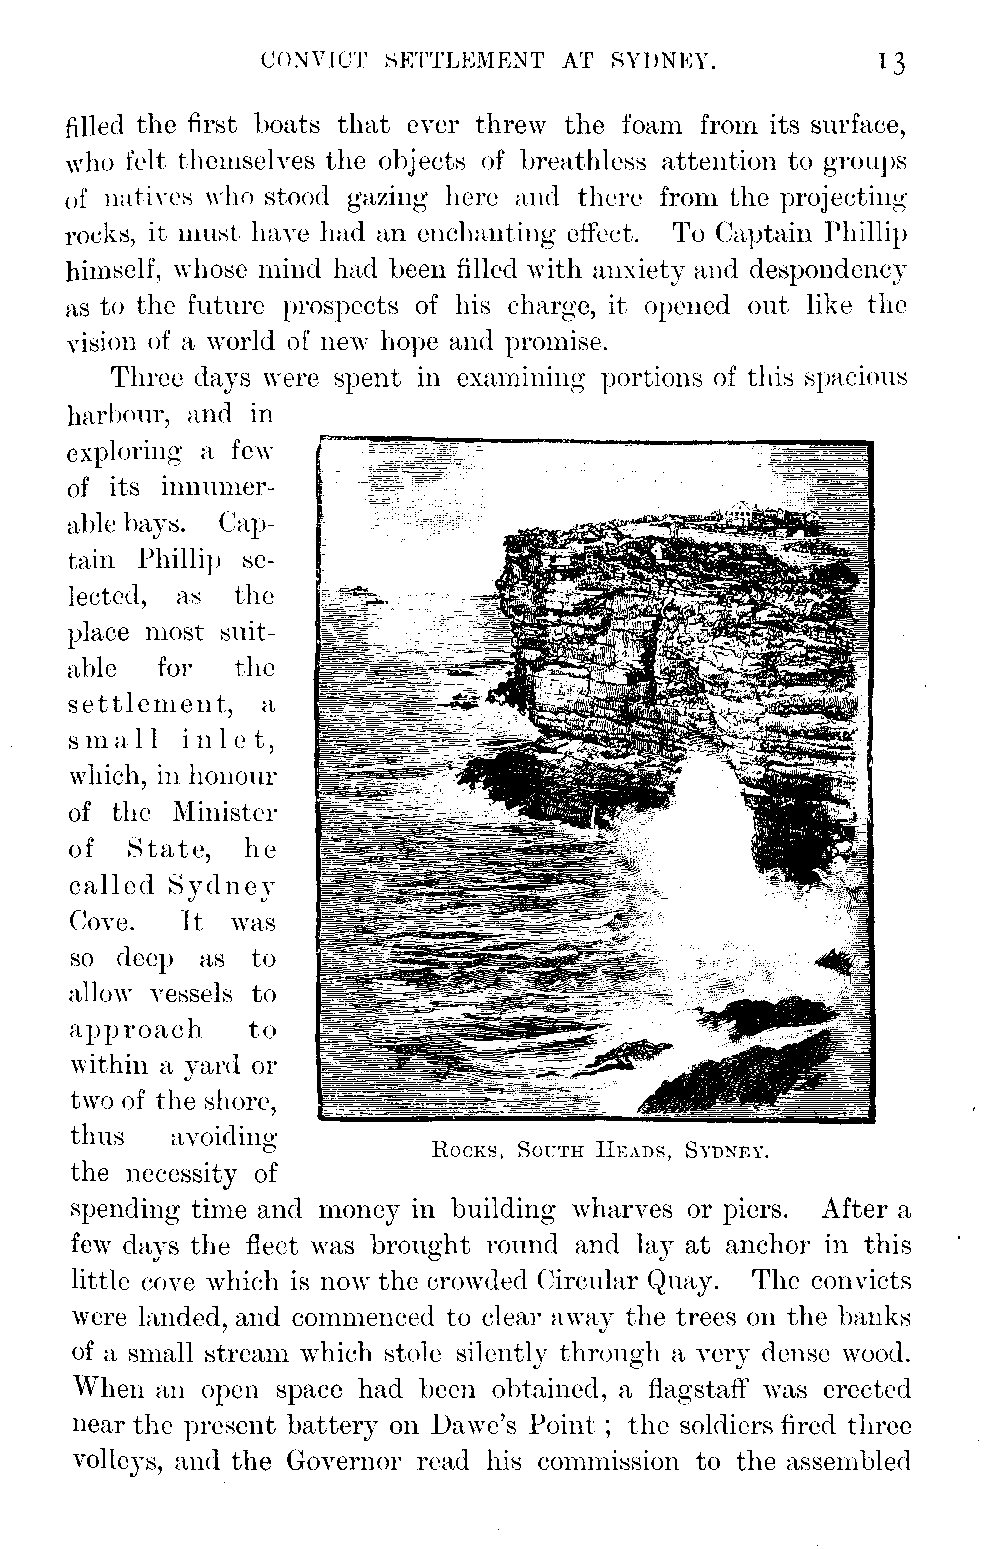 CONVICT SETTLEMENT AT SYDNEY. 13
filled the first boats that ever threw the foam from its surface,
who felt themselves the objects of breathless attention to groups
of natives who stood gazing here and there from the projecting
rocks, it must have had an enchanting effect. To Captain Phillip
himself, whose mind had been filled with anxiety and despondency
as to the future prospects of his charge, it opened out like the
vision of a world of new hope and promise.
Three days were spent in examining portions of this spacious
harbour, and in
exploring a few
of its innumer-
able bays. Cap-
tain Phillip se-
lected, as the
place most suit-
able for the
settlement, a
small inlet,
which, in honour
of the Minister
of State, he
called Sydney
Cove. It was
so deep as to
allow vessels to
approach to
within a yard or
two of the shore,
thus avoiding
the necessity of
ROCKS, SOUTH HEADS, SYDNEY.
spending time and money in building wharves or piers. After a
few days the fleet was brought round and lay at anchor in this
little cove which is now the crowded Circular Quay. The convicts
were landed, and commenced to clear away the trees on the banks
of a small stream which stole silently through a very dense wood.
When an open space had been obtained, a flagstaff was erected
near the present battery on Dawe's Point ; the soldiers fired three
volleys, and the Governor read his commission to the assembled